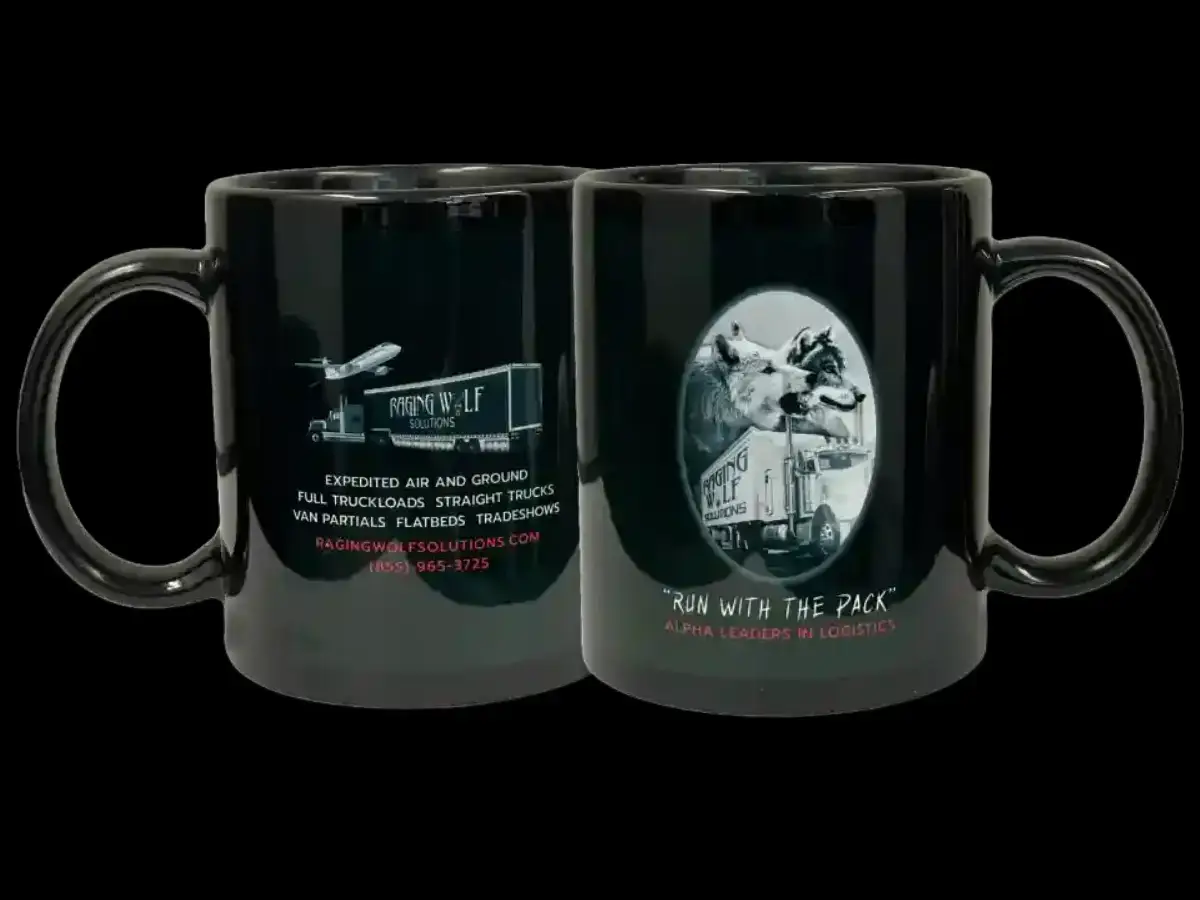 RAGING WOLF
SOLUTIONS
EXPEDITED AIR AND GROUND
FULL TRUCKLOADS STRAIGHT TRUCKS
VAN PARTIALS FLATBEDS TRADESHOWS
RAGINGWOLFSOLUTIONS.COM
(855) 965-3725
RAGING
WOLF
SOLUTIONS
"RUN WITH THE PACK"
ALPHA LEADERS IN LOGISTICS